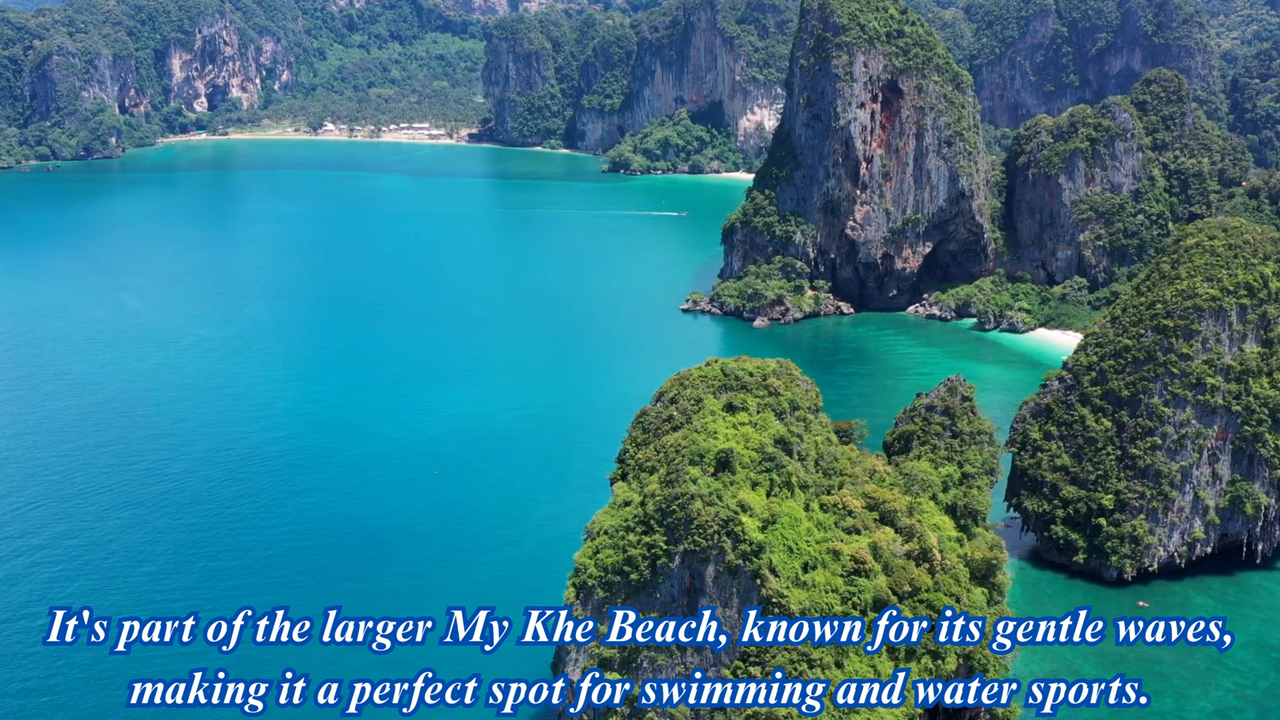 It's part of the larger My Khe Beach, known for its gentle waves,
making it a perfect spot for swimming and water sports.